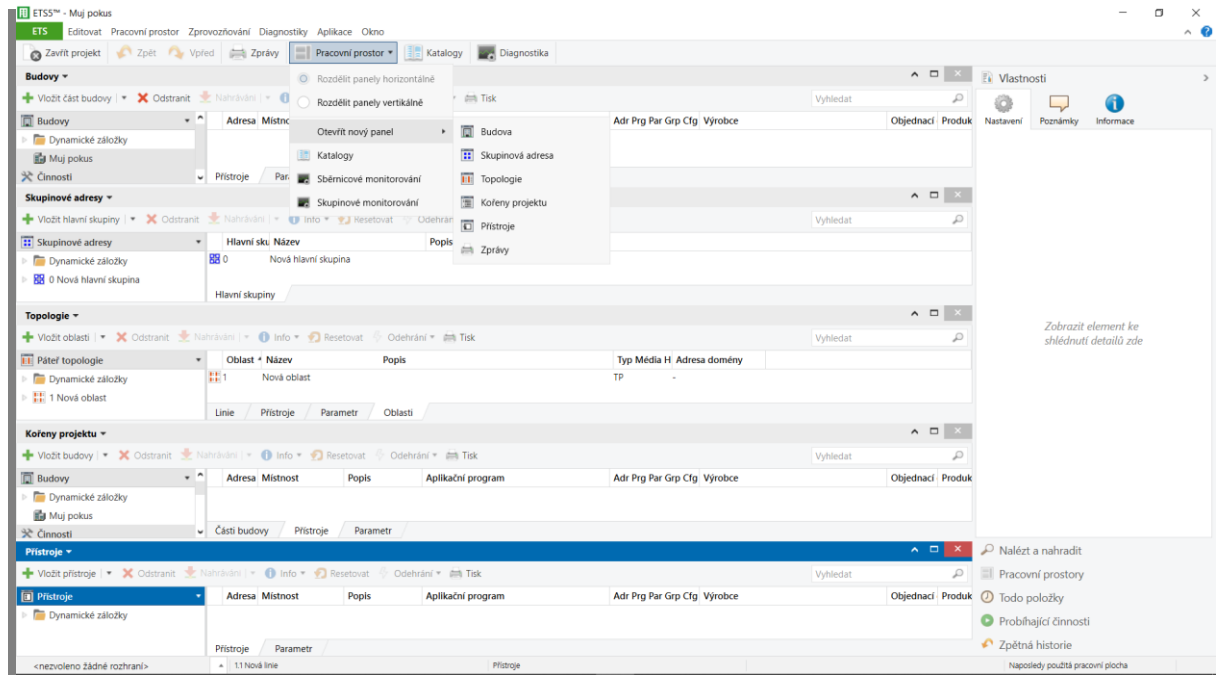 ETS5™ - Muj pokus
ETS Editovat Pracovní prostor Zprovozňování Diagnostiky Aplikace Okno
Zavřít projekt Zpět Vpřed Zprávy Pracovní prostor Katalogy Diagnostika
Budovy
Vložit část budovy Odstranit Nahrávání Tisk Vyhledat
Budovy Adresa Místnc Adr Prg Par Grp Cfg Výrobce Objednací Produk
Dynamické záložky
Muj pokus
Činnosti Přístroje Par
Rozdělit panely horizontálně
Rozdělit panely vertikálně
Otevřít nový panel
Katalogy
Sběrnicové monitorování
Skupinové monitorování
Budova
Skupinová adresa
Topologie
Kořeny projektu
Přístroje
Zprávy
Skupinové adresy
Vložit hlavní skupiny Odstranit Nahrávání Info Resetovat Odehrán Vyhledat
Skupinové adresy Hlavní sku Název Popis
Dynamické záložky 0 Nová hlavní skupina
0 Nová hlavní skupina
Hlavní skupiny
Topologie
Vložit oblasti Odstranit Nahrávání Info Resetovat Odehrání Tisk Vyhledat
Páteř topologie Oblast Název Popis Typ Média H Adresa domény
Dynamické záložky 1 Nová oblast TP -
1 Nová oblast
Linie Přístroje Parametr Oblasti
Kořeny projektu
Vložit budovy Odstranit Nahrávání Info Resetovat Odehrání Tisk Vyhledat
Budovy Adresa Místnost Popis Aplikační program Adr Prg Par Grp Cfg Výrobce Objednací Produk
Dynamické záložky
Muj pokus
Činnosti Části budovy Přístroje Parametr
Přístroje
Vložit přístroje Odstranit Nahrávání Info Resetovat Odehrání Tisk Vyhledat
Přístroje Adresa Místnost Popis Aplikační program Adr Prg Par Grp Cfg Výrobce Objednací Produk
Dynamické záložky
Přístroje Parametr
Vlastnosti
Nastavení Poznámky Informace
Zobrazit element ke
shlédnutí detailů zde
Nalézt a nahradit
Pracovní prostory
Todo položky
Probíhající činnosti
Zpětná historie
<nezvoleno žádné rozhraní> 1.1 Nová linie Přístroje Naposledy použitá pracovní plocha